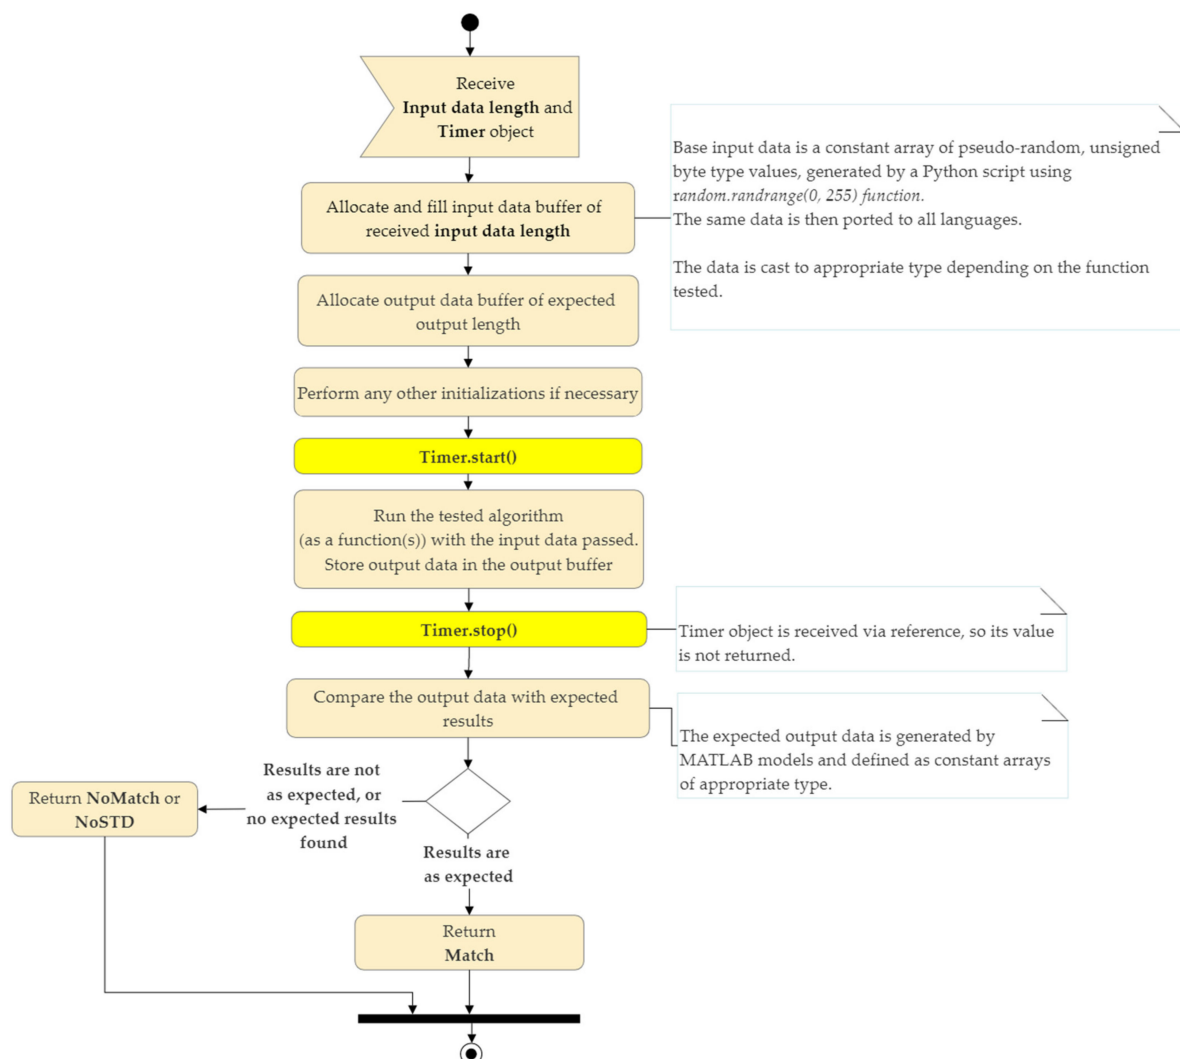 Receive
Input data length and
Timer object
Base input data is a constant array of pseudo-random, unsigned
byte type values, generated by a Python script using
random.randrange(0, 255) function.
The same data is then ported to all languages.
The data is cast to appropriate type depending on the function
tested.
Allocate and fill input data buffer of
received input data length
Allocate output data buffer of expected
output length
Perform any other initializations if necessary
Timer.start()
Run the tested algorithm
(as a function(s)) with the input data passed.
Store output data in the output buffer
Timer.stop()
Timer object is received via reference, so its value
is not returned.
Compare the output data with expected
results
The expected output data is generated by
MATLAB models and defined as constant arrays
of appropriate type.
Results are not
as expected, or
no expected results
found
Return NoMatch or
NoSTD
Results are
as expected
Return
Match